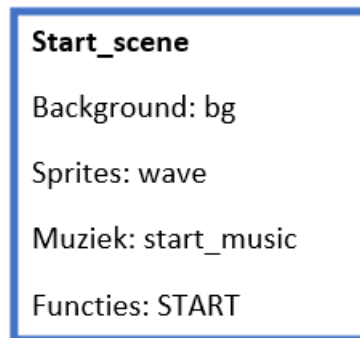 Start_scene
Background: bg
Sprites: wave
Muziek: start_music
Functies: START